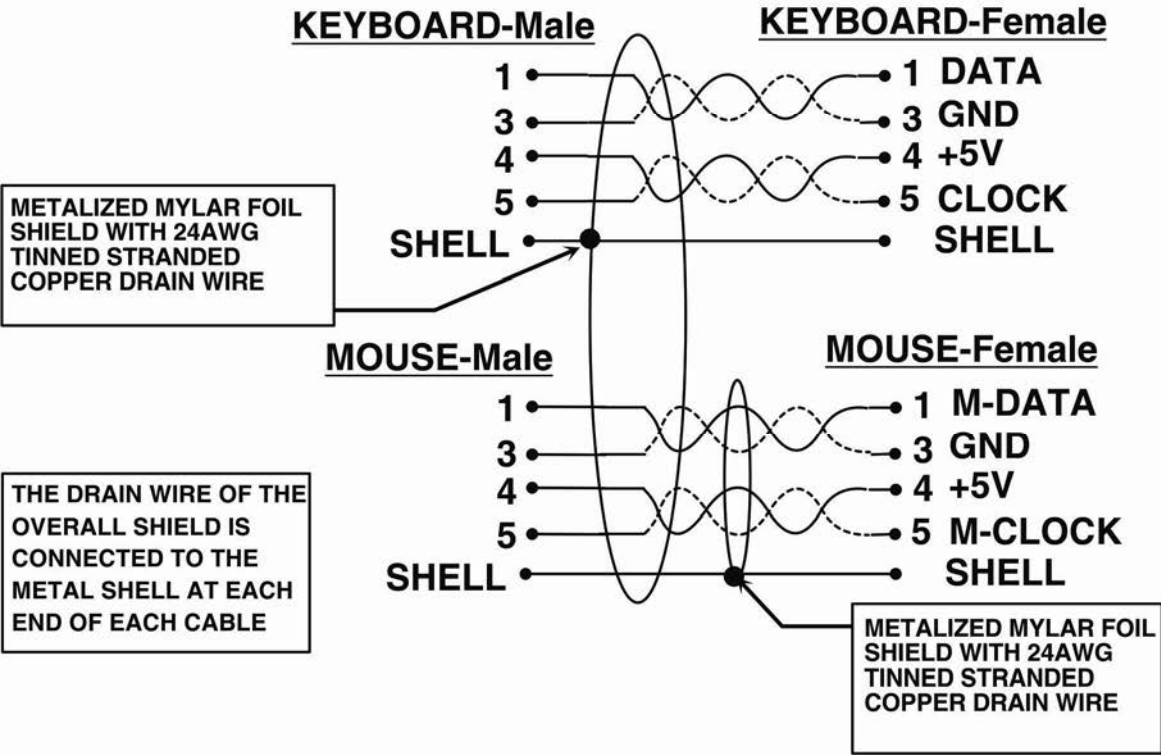 KEYBOARD-Male
KEYBOARD-Female
1
1 DATA
3
3 GND
4
4 +5V
5
5 CLOCK
SHELL
SHELL
METALIZED MYLAR FOIL
SHIELD WITH 24AWG
TINNED STRANDED
COPPER DRAIN WIRE
MOUSE-Male
MOUSE-Female
1
1 M-DATA
3
3 GND
4
4 +5V
5
5 M-CLOCK
SHELL
SHELL
THE DRAIN WIRE OF THE
OVERALL SHIELD IS
CONNECTED TO THE
METAL SHELL AT EACH
END OF EACH CABLE
METALIZED MYLAR FOIL
SHIELD WITH 24AWG
TINNED STRANDED
COPPER DRAIN WIRE